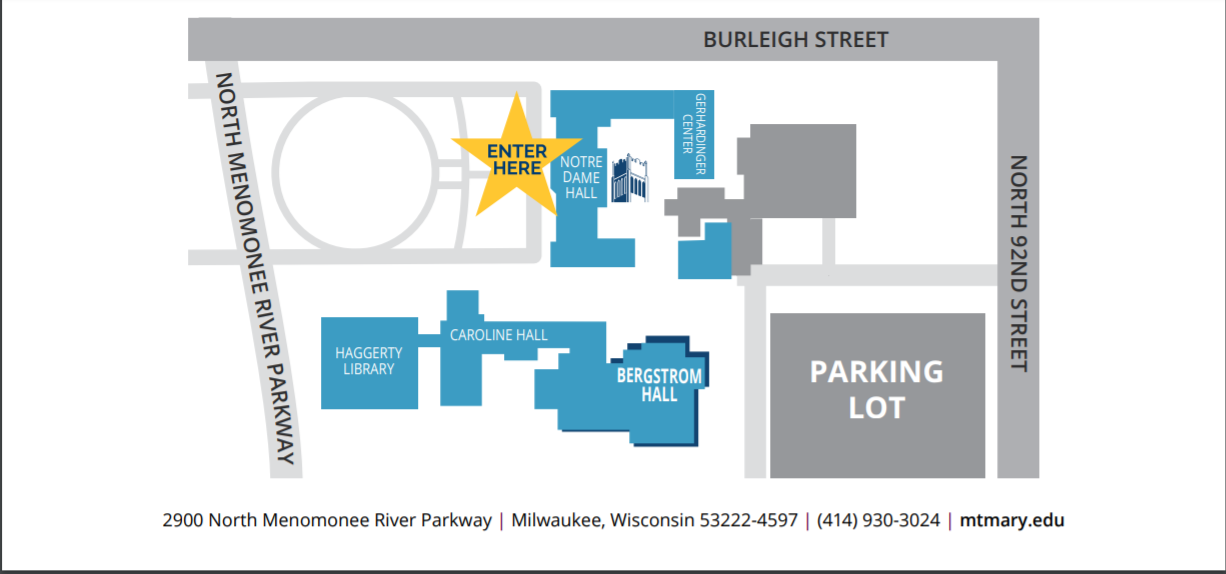 BURLEIGH STREET
NORTH MENOMONEE RIVER PARKWAY
ENTER
HERE
NOTRE
DAME
HALL
GERHARDINGER
CENTER
NORTH 92ND STREET
CAROLINE HALL
HAGGERTY
LIBRARY
BERGSTROM
HALL
PARKING
LOT
2900 North Menomonee River Parkway | Milwaukee, Wisconsin 53222-4597 | (414) 930-3024 | mtmary.edu